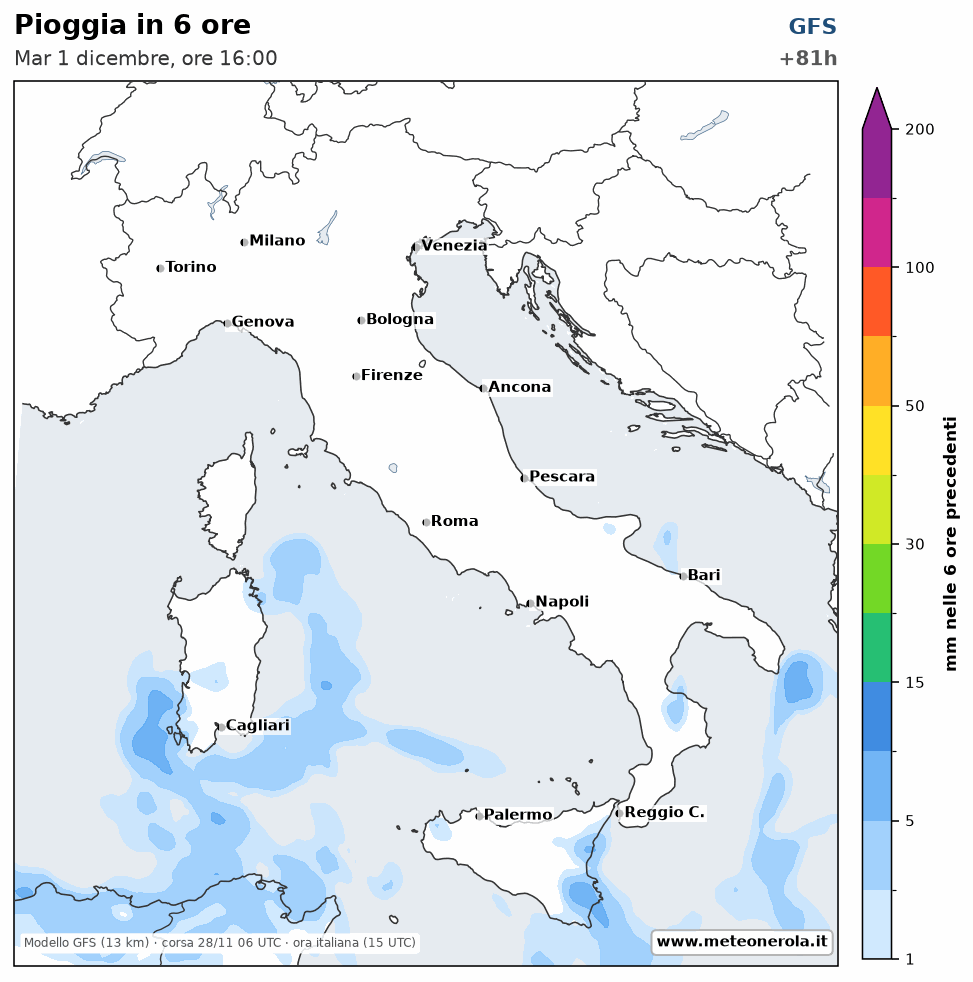 Pioggia in 6 ore
GFS
Mar 1 dicembre, ore 16:00
+81h
200
Milano
Venezia
Torino
100
Genova
Bologna
Firenze
Ancona
50
Pescara
Roma
30
Bari
Napoli
mm nelle 6 ore precedenti
15
Cagliari
Palermo
Reggio C.
5
Modello GFS (13 km) · corsa 28/11 06 UTC · ora italiana (15 UTC)
www.meteonerola.it
1